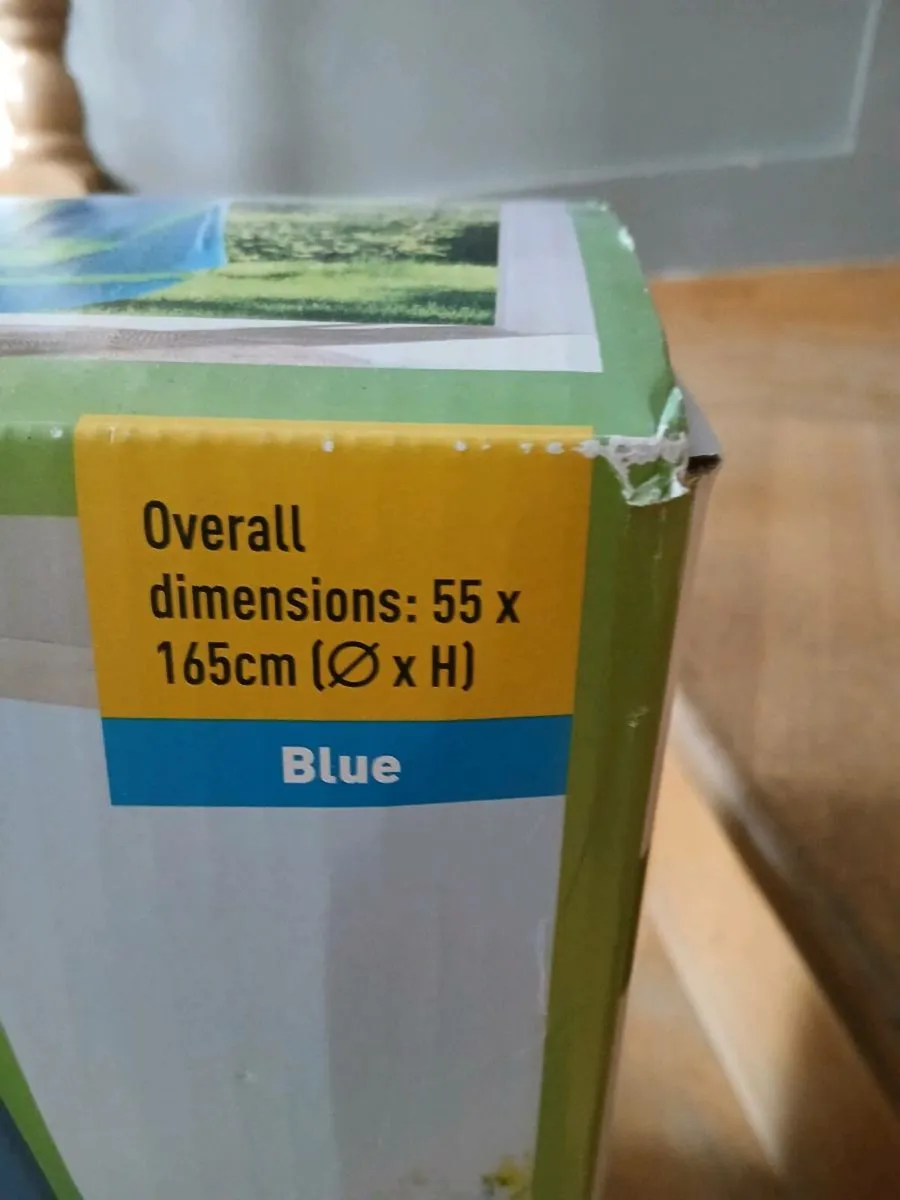 Overall
dimensions: 55 x
165cm (Ø x H)
Blue